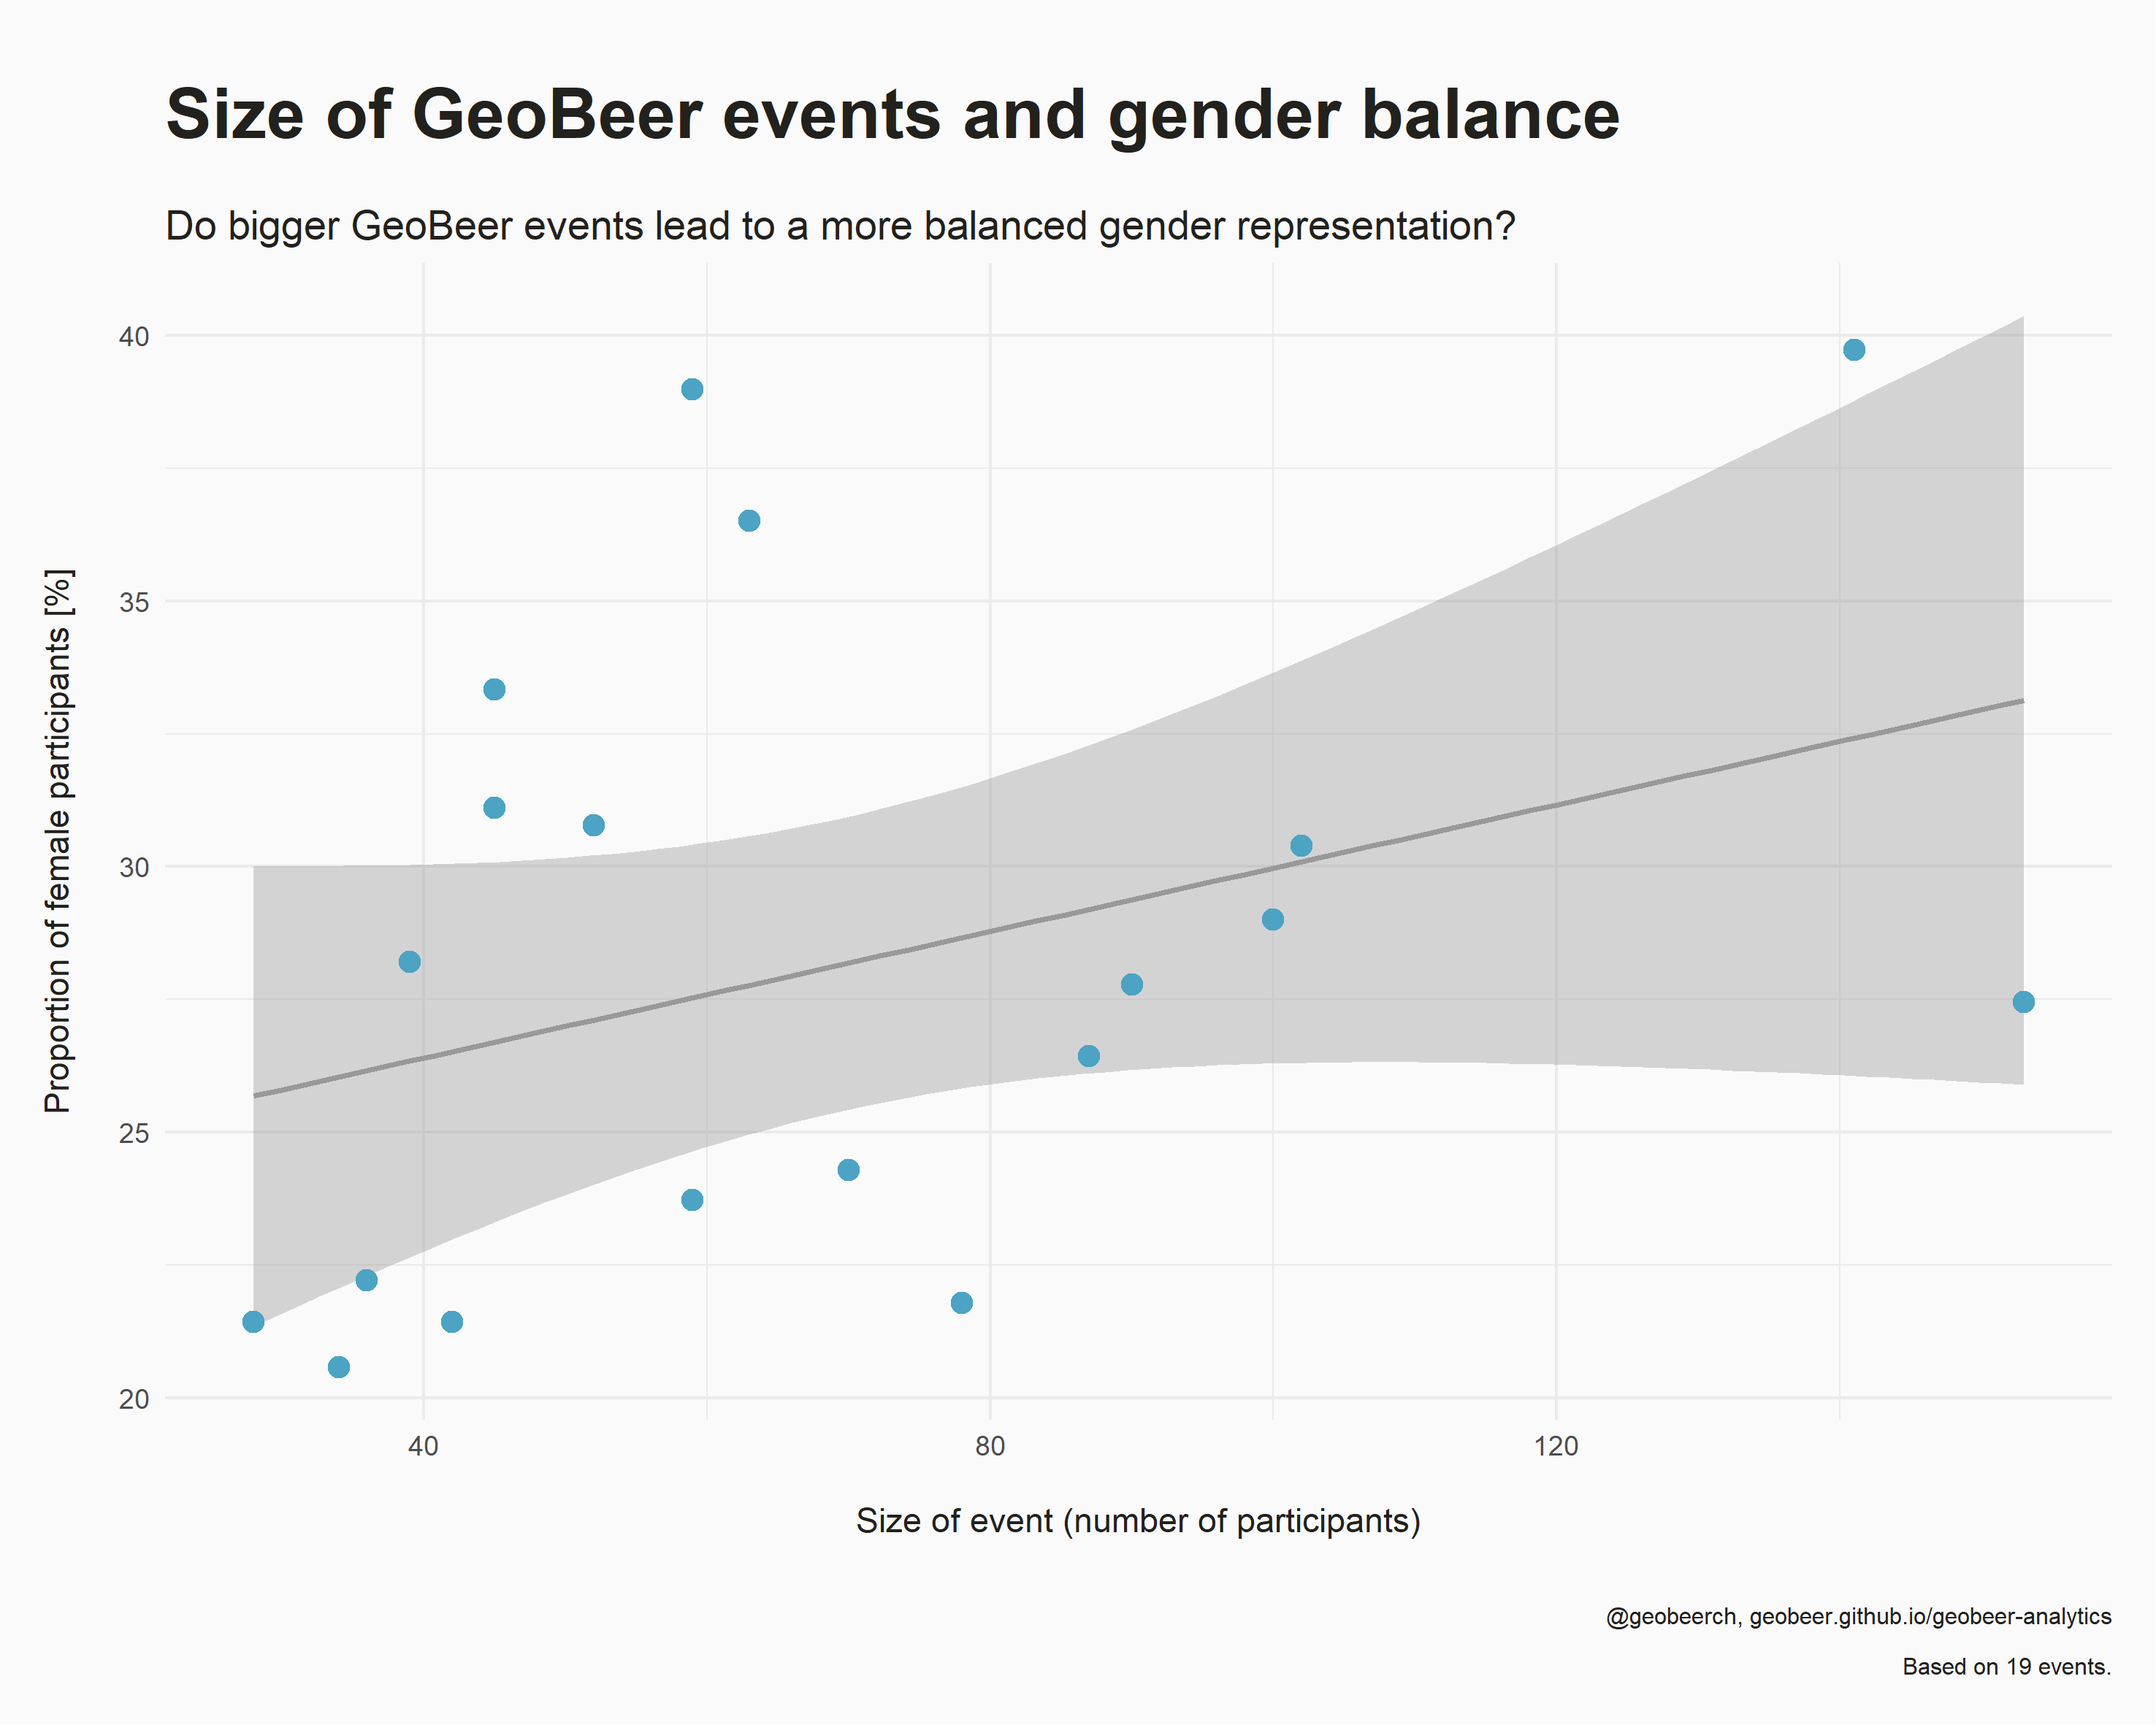 Size of GeoBeer events and gender balance
Do bigger GeoBeer events lead to a more balanced gender representation?
Proportion of female participants [%]
40
35
30
25
20
40
80
120
Size of event (number of participants)
@geobeerch, geobeer.github.io/geobeer-analytics
Based on 19 events.